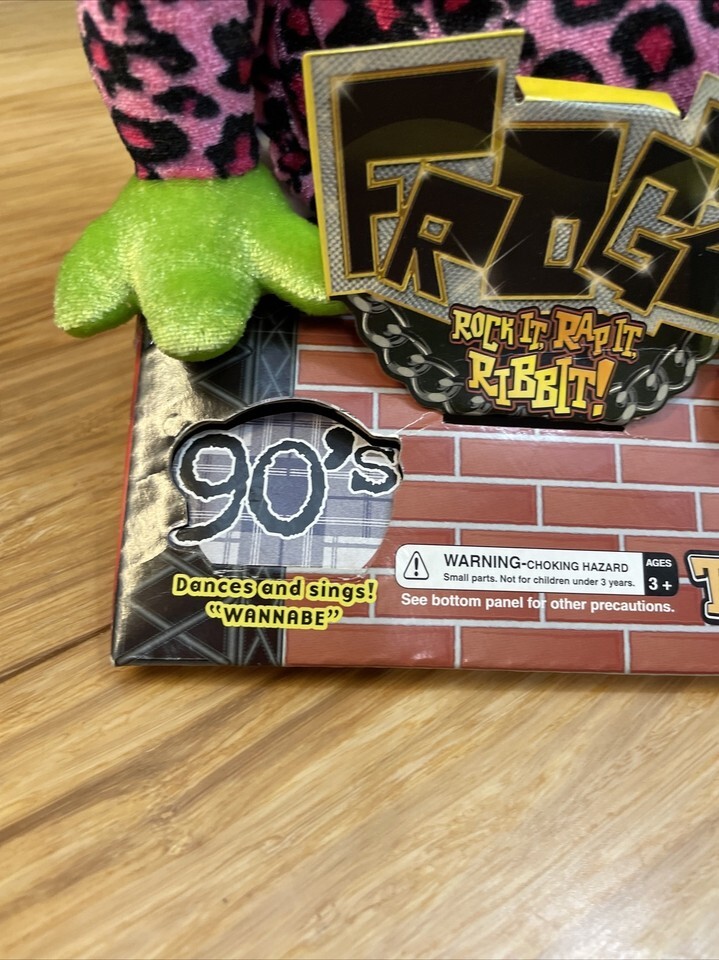 FROGZ
ROCK IT, RAP IT,
RIBBIT!
90's
Dances and sings!
"WANNABE"
WARNING-CHOKING HAZARD
Small parts. Not for children under 3 years.
AGES
3 +
See bottom panel for other precautions.
T